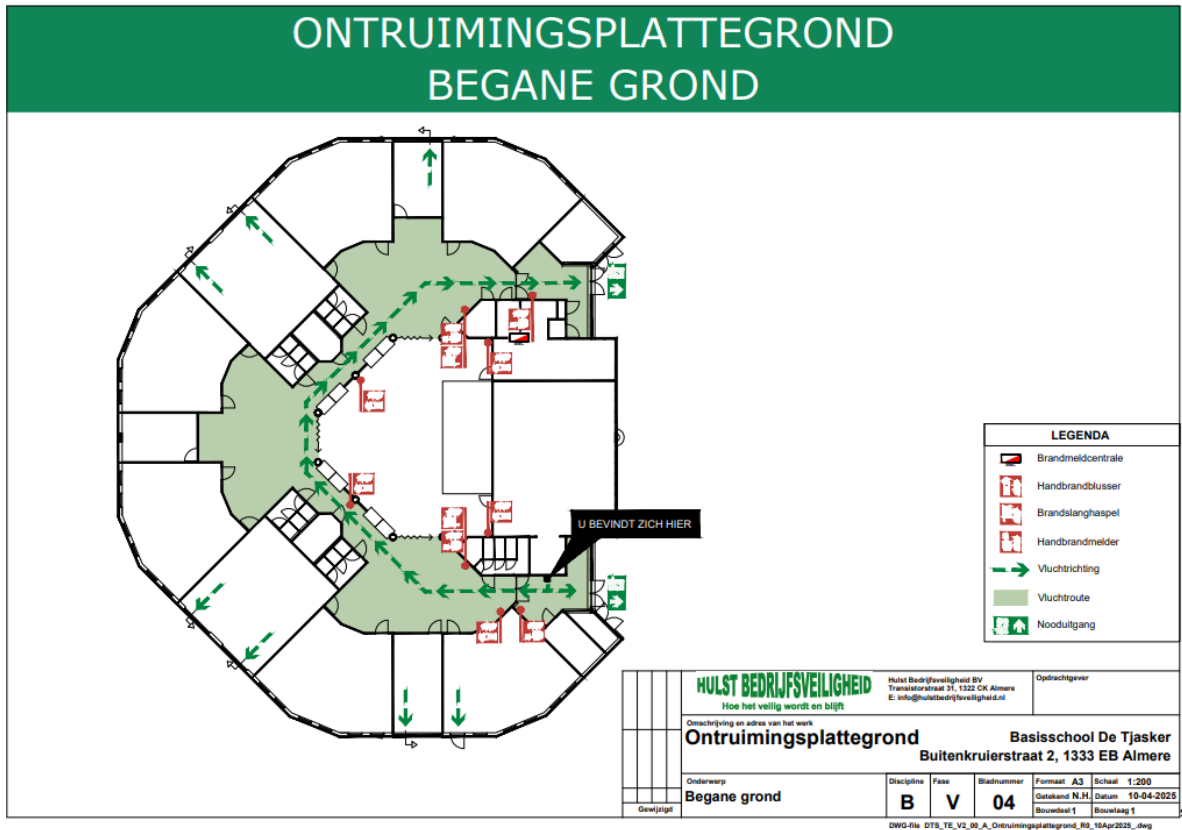 ONTRUIMINGSPLATTEGROND
BEGANE GROND
U BEVINDT ZICH HIER
LEGENDA
Brandmeldcentrale
Handbrandblusser
Brandslanghaspel
Handbrandmelder
Vluchtrichting
Vluchtroute
Nooduitgang
HULST BEDRIJFSVEILIGHEID
Hoe het veilig wordt en blijft
Hulst Bedrijfsveiligheid BV
Transistorstraat 31, 1322 CK Almere
E: info@hulstbedrijfsveiligheid.nl
Opdrachtgever
Omschrijving en adres van het werk
Ontruimingsplattegrond
Basisschool De Tjasker
Buitenkruierstraat 2, 1333 EB Almere
Onderwerp
Begane grond
Discipline
B
Fase
V
Bladnummer
04
Formaat A3
Schaal 1:200
Getekend N.H.
Datum 10-04-2025
Bouwdeel 1
Bouwlaag 1
Gewijzigd
DWG-file DTS_TE_V2_00_A_Ontruimingsplattegrond_R0_10Apr2025_.dwg